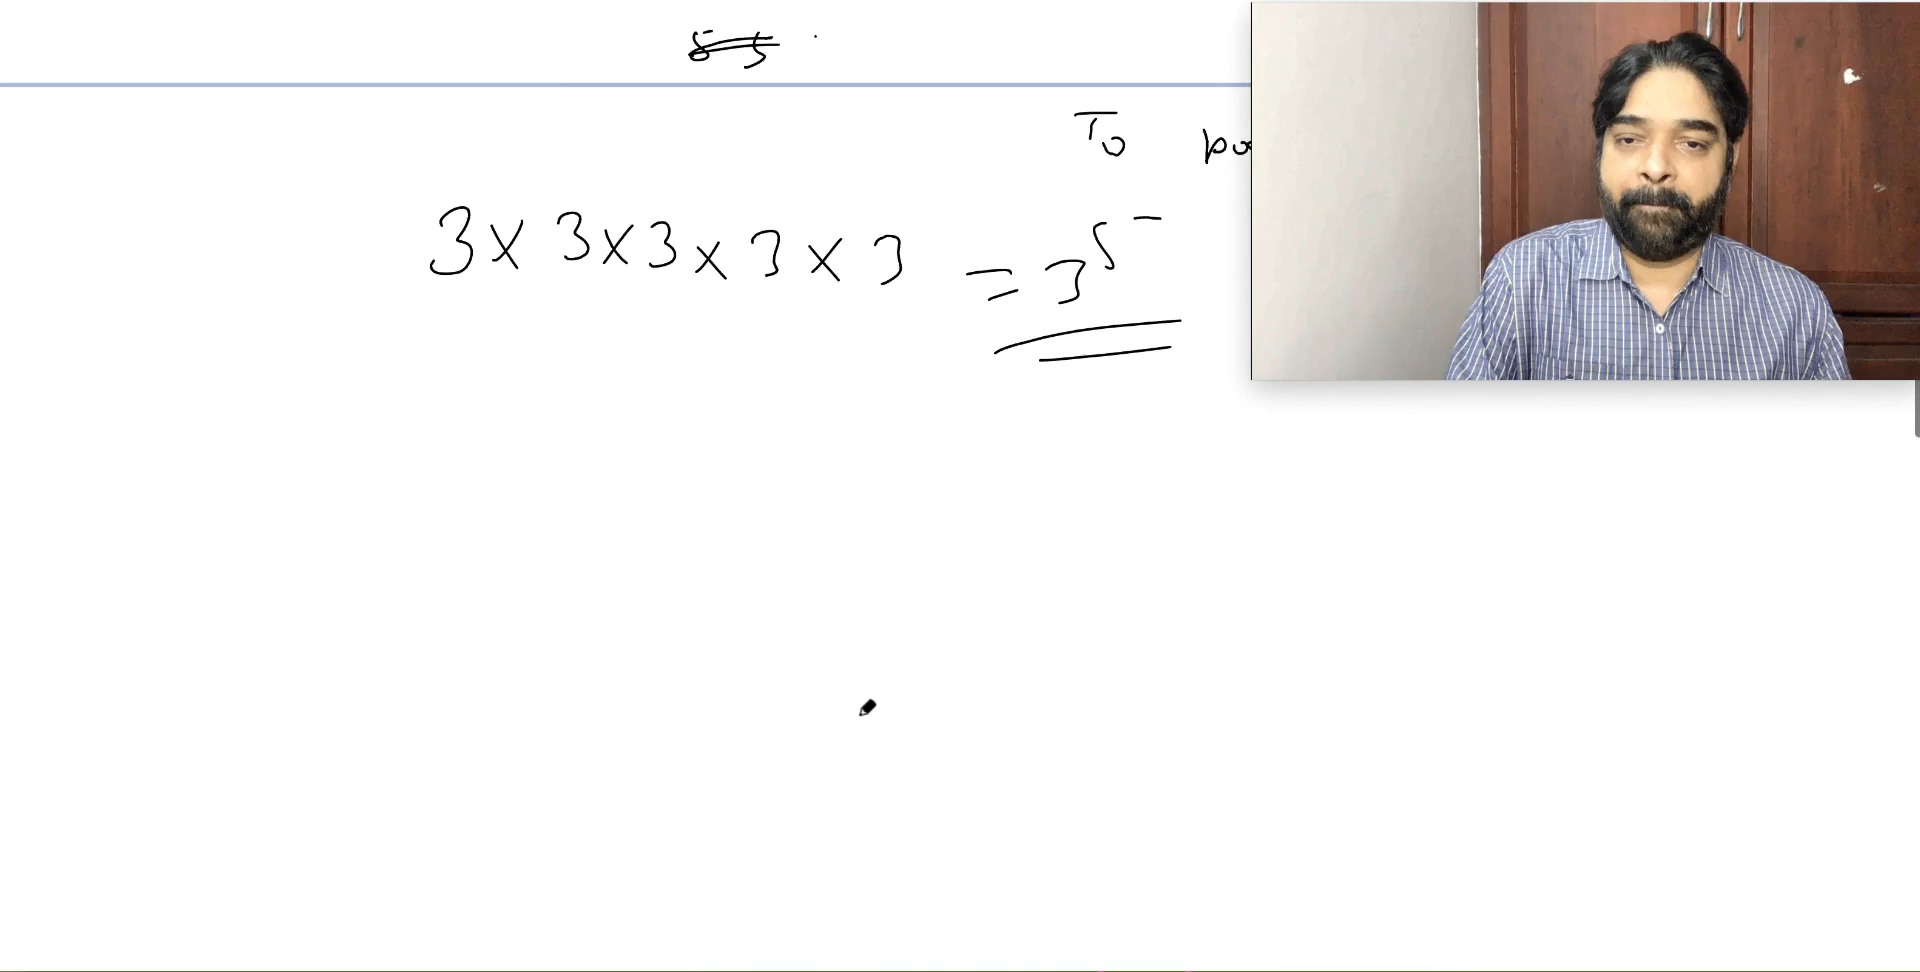 To
3 × 3 × 3 × 3 × 3 = 3⁵